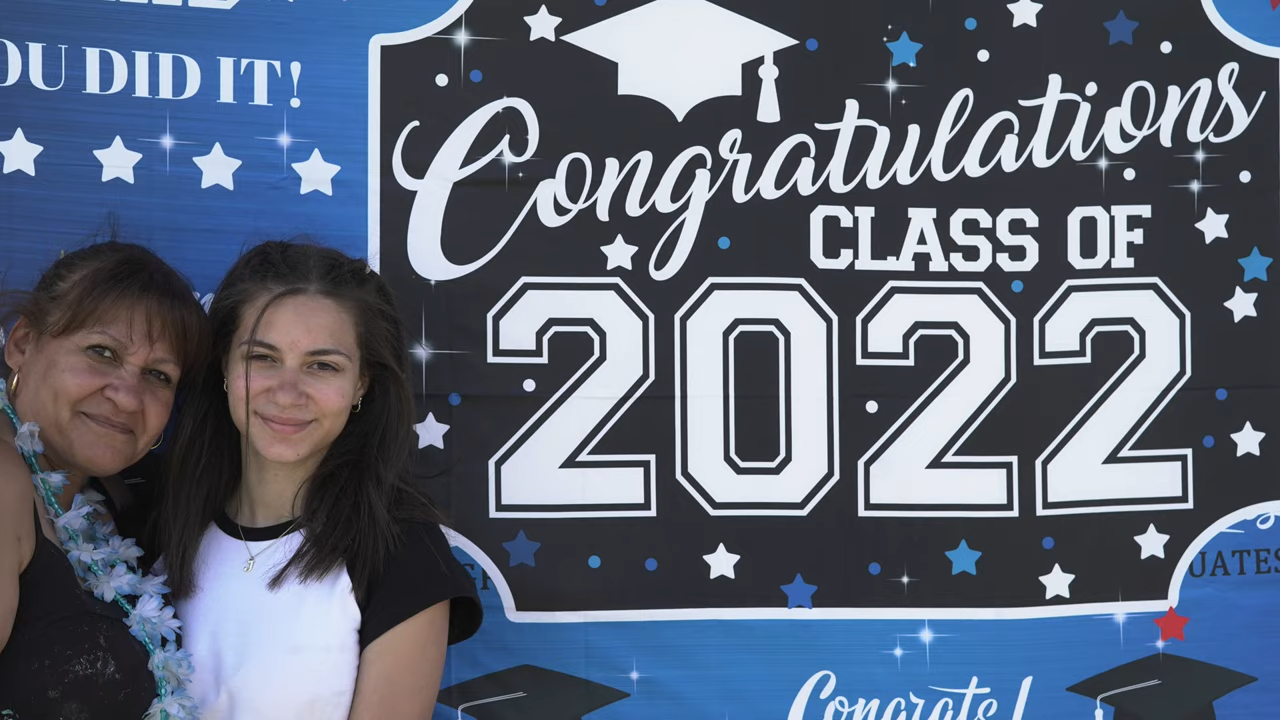 OU DID IT!
Congratulations
CLASS OF
2022
UATES
Congrats!